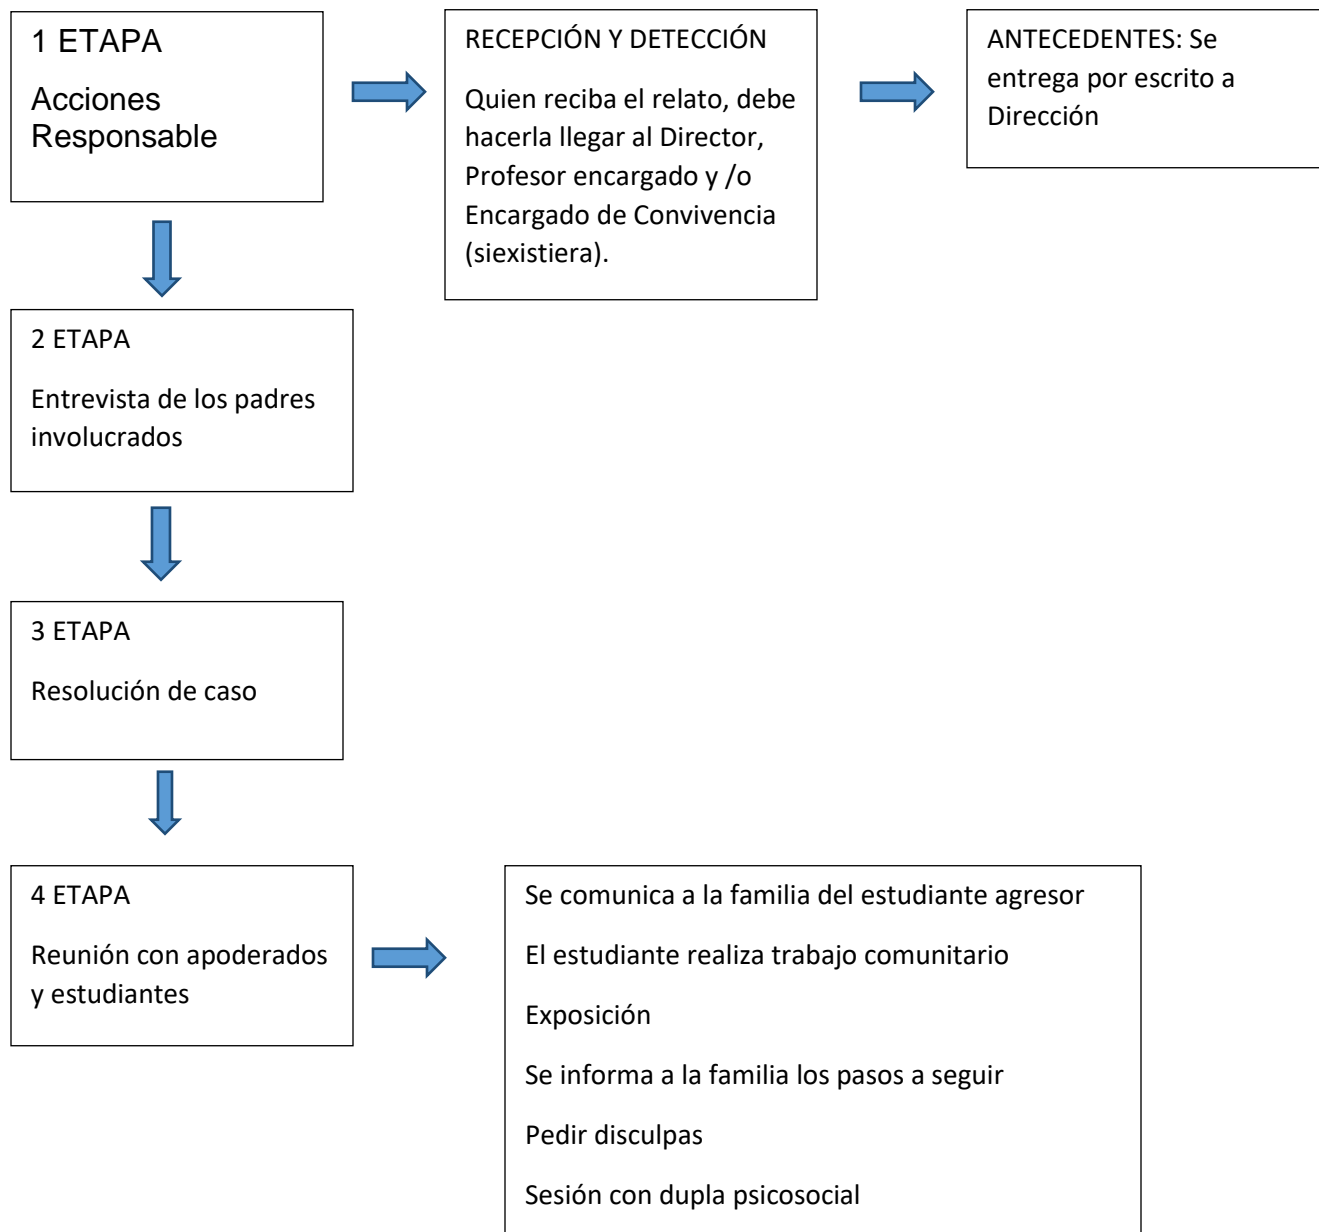 1 ETAPA
Acciones
Responsable
RECEPCIÓN Y DETECCIÓN
Quien reciba el relato, debe
hacerla llegar al Director,
Profesor encargado y /o
Encargado de Convivencia
(siexistiera).
ANTECEDENTES: Se
entrega por escrito a
Dirección
2 ETAPA
Entrevista de los padres
involucrados
3 ETAPA
Resolución de caso
4 ETAPA
Reunión con apoderados
y estudiantes
Se comunica a la familia del estudiante agresor
El estudiante realiza trabajo comunitario
Exposición
Se informa a la familia los pasos a seguir
Pedir disculpas
Sesión con dupla psicosocial